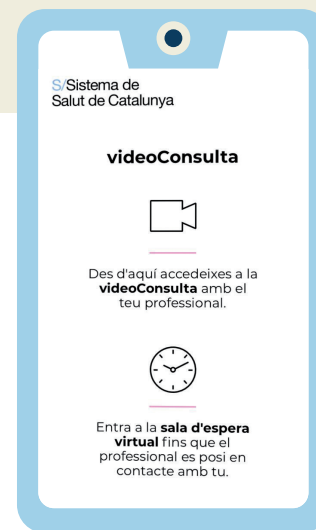 S/Sistema de
Salut de Catalunya
videoConsulta
Des d'aquí accedeixes a la
videoConsulta amb el
teu professional.
Entra a la sala d'espera
virtual fins que el
professional es posi en
contacte amb tu.